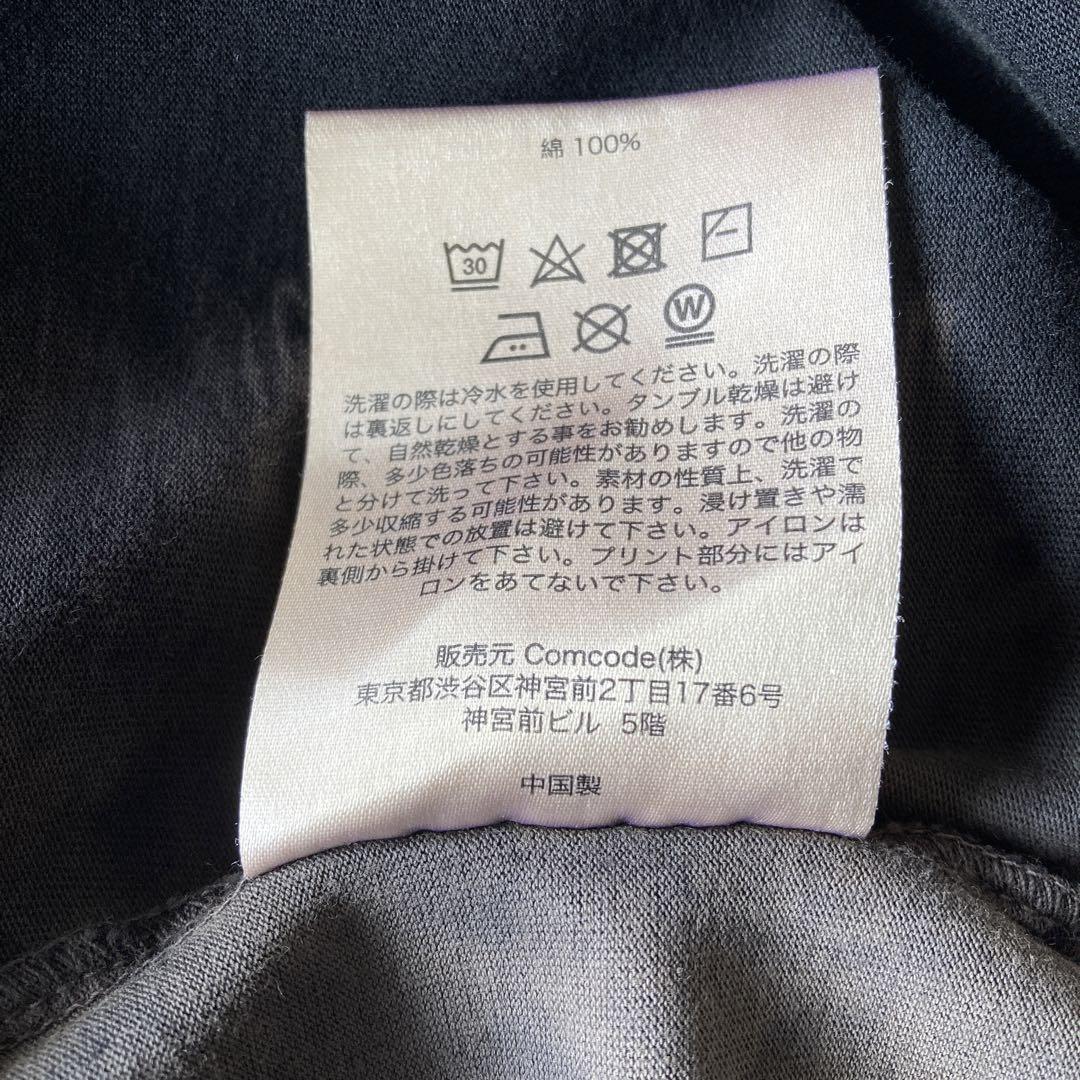 綿 100%
30
W
洗濯の際は冷水を使用してください。洗濯の際
は裏返しにしてください。タンブル乾燥は避け
て、自然乾燥とする事をお勧めします。洗濯の
際、多少色落ちの可能性がありますので他の物
と分けて洗って下さい。素材の性質上、洗濯で
多少収縮する可能性があります。浸け置きや濡
れた状態での放置は避けて下さい。アイロンは
裏側から掛けて下さい。プリント部分にはアイ
ロンをあてないで下さい。
販売元 Comcode(株)
東京都渋谷区神宮前2丁目17番6号
神宮前ビル 5階
中国製